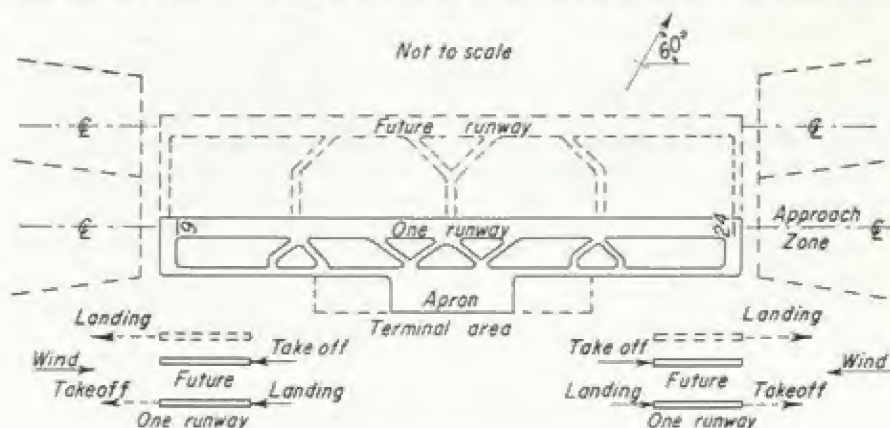 Not to scale
60°
℄
Future runway
℄
℄
6
One runway
24
Approach
Zone
℄
Apron
Terminal area
Landing
Landing
Take off
Take off
Wind
Future
Future
Wind
Takeoff
Landing
Landing
Takeoff
One runway
One runway